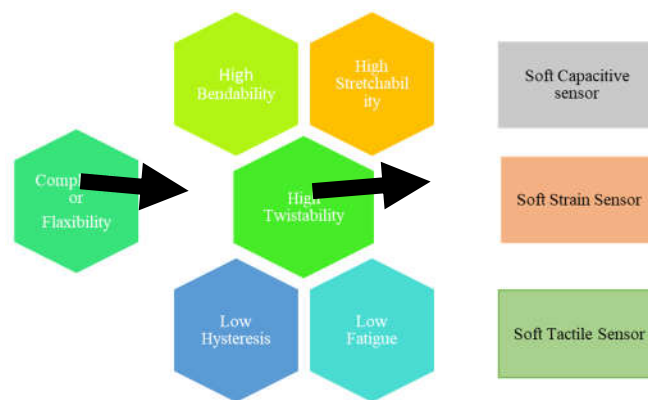 High
Bendability
High
Stretchabil
ity
Soft Capacitive
sensor
or
Flaxibility
High
Twistability
Soft Strain Sensor
Low
Hysteresis
Low
Fatigue
Soft Tactile Sensor